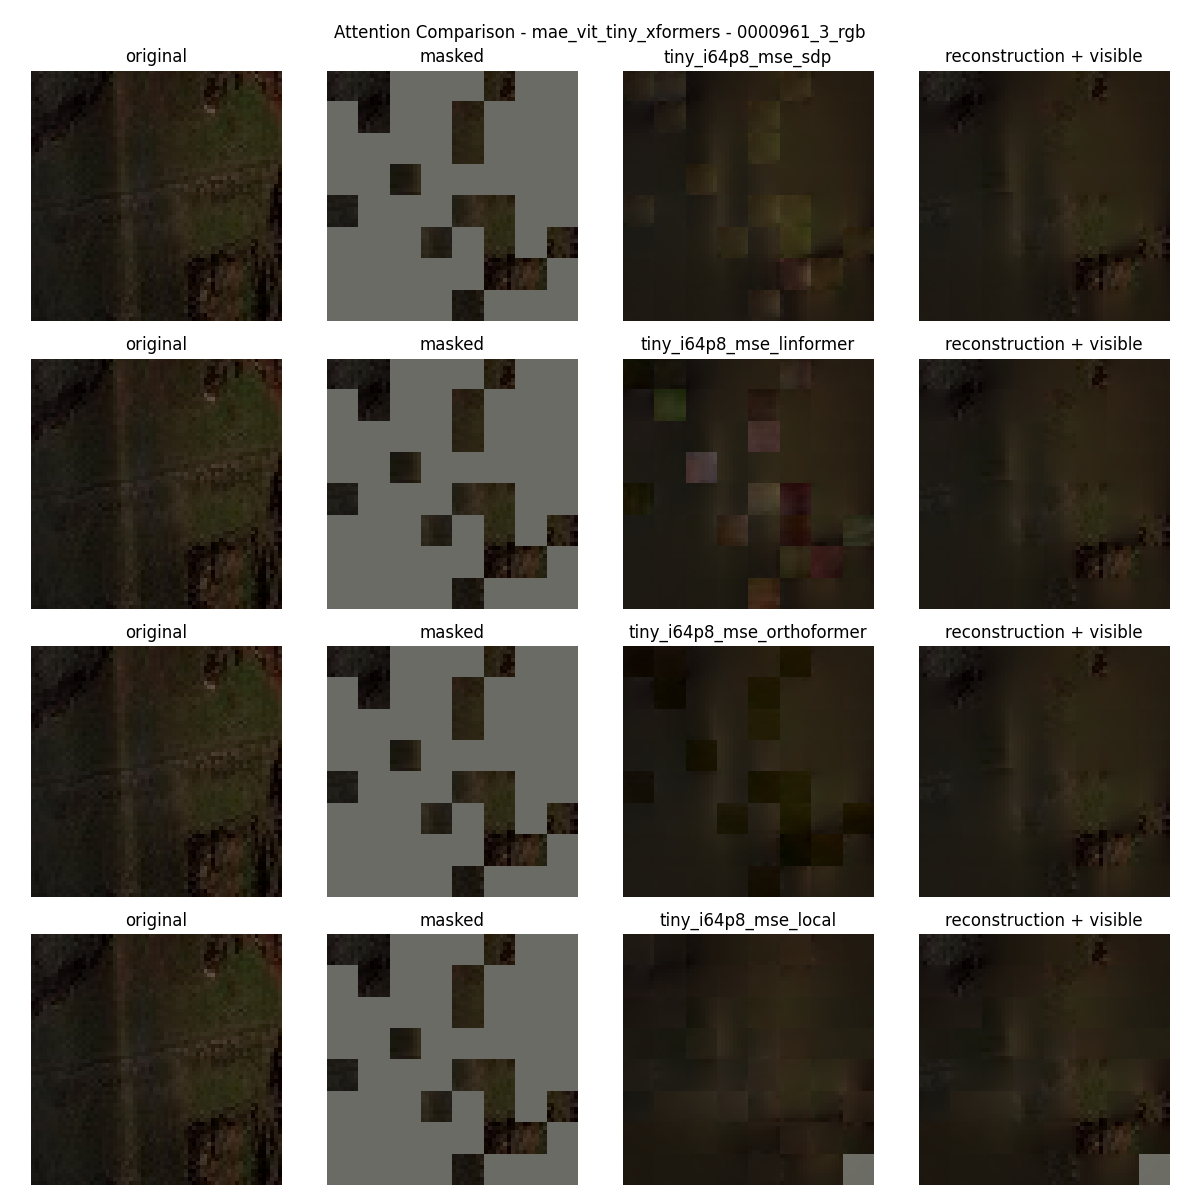 Attention Comparison - mae_vit_tiny_xformers - 0000961_3_rgb
original masked tiny_i64p8_mse_sdp reconstruction + visible
original masked tiny_i64p8_mse_linformer reconstruction + visible
original masked tiny_i64p8_mse_orthoformer reconstruction + visible
original masked tiny_i64p8_mse_local reconstruction + visible